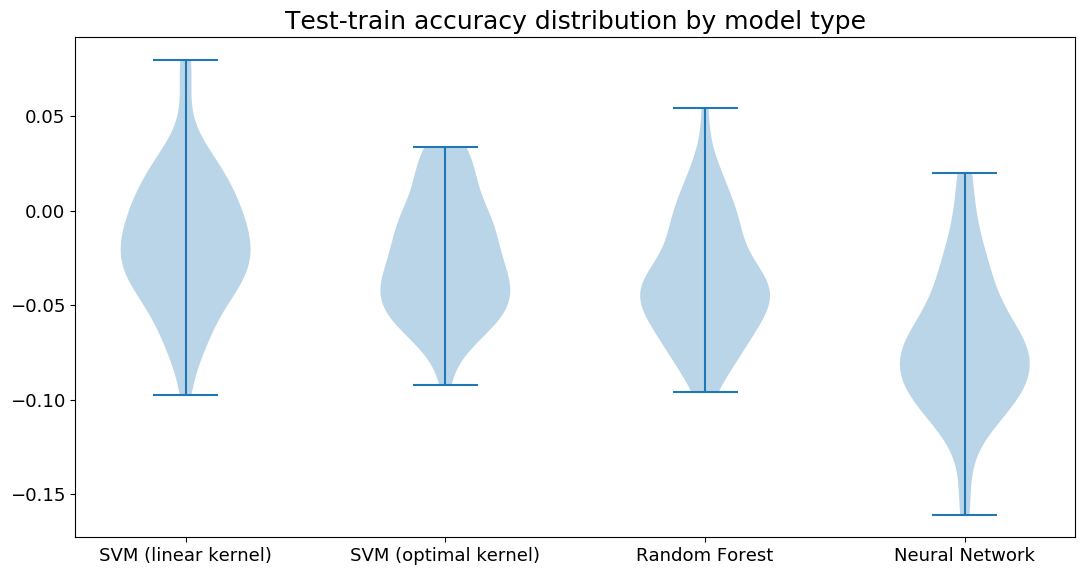 Test-train accuracy distribution by model type
0.05
0.00
−0.05
−0.10
−0.15
SVM (linear kernel) SVM (optimal kernel) Random Forest Neural Network